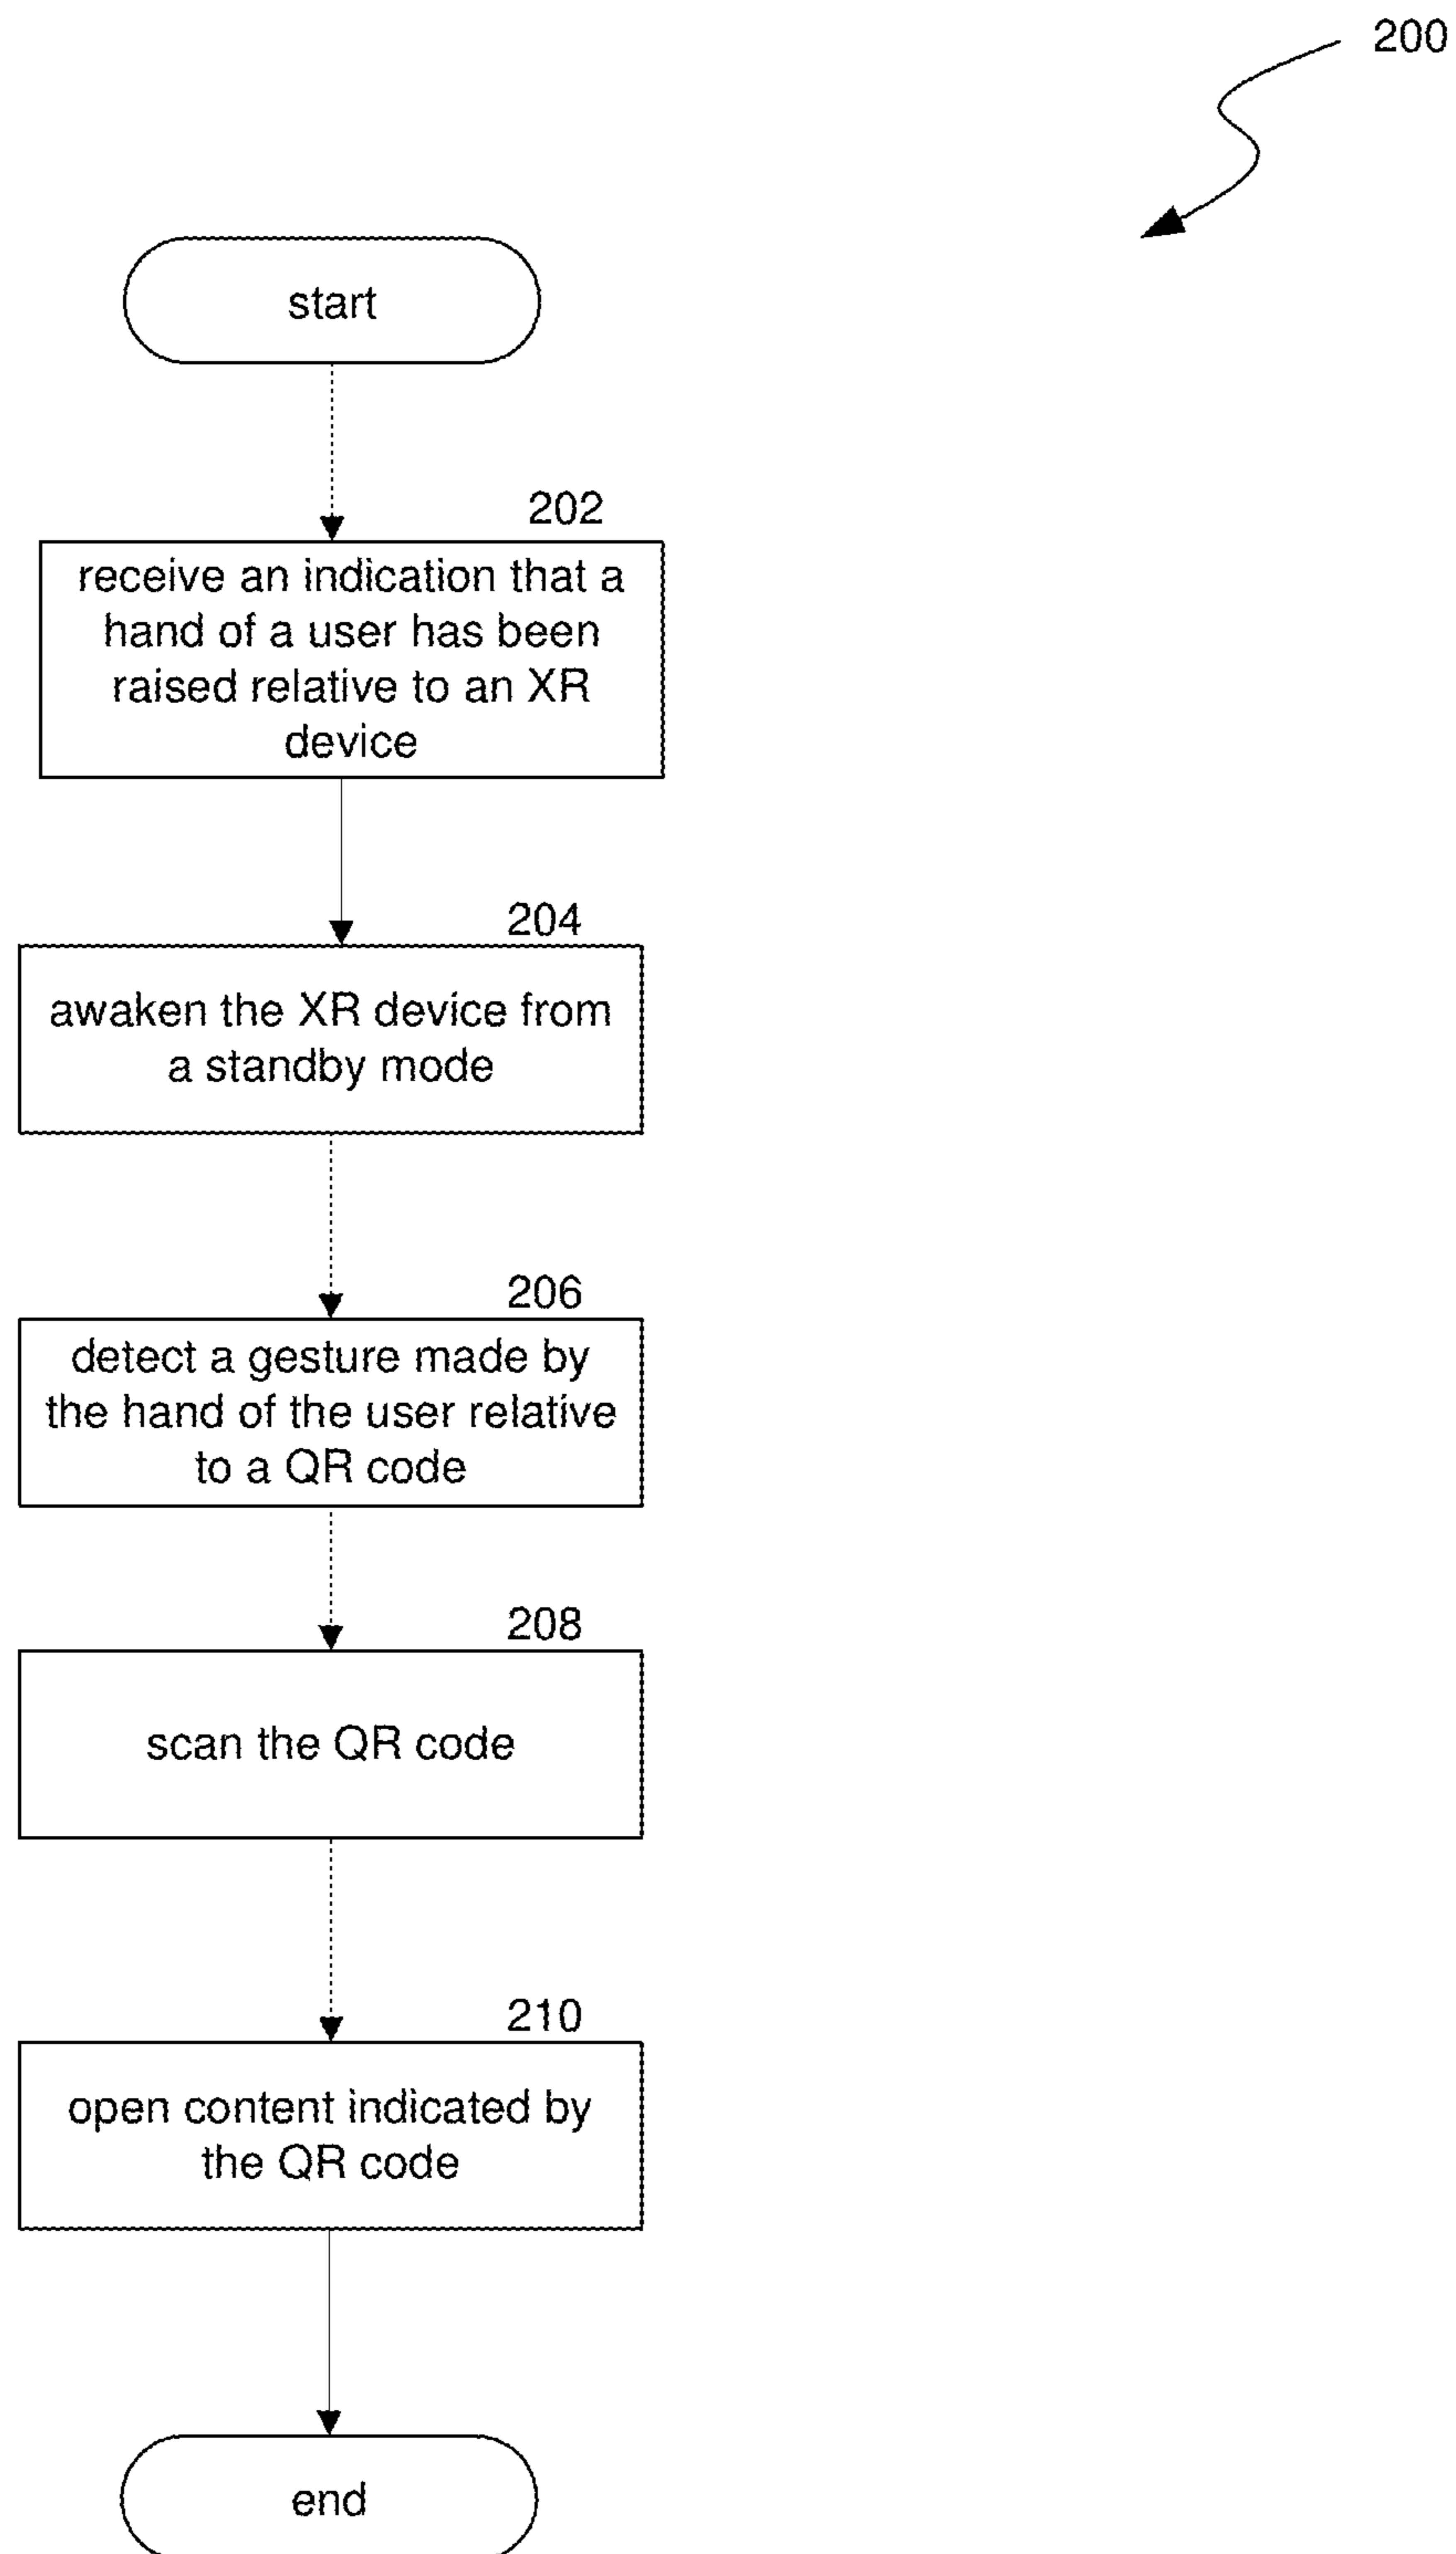 200
start
202
receive an indication that a
hand of a user has been
raised relative to an XR
device
204
awaken the XR device from
a standby mode
206
detect a gesture made by
the hand of the user relative
to a QR code
208
scan the QR code
210
open content indicated by
the QR code
end